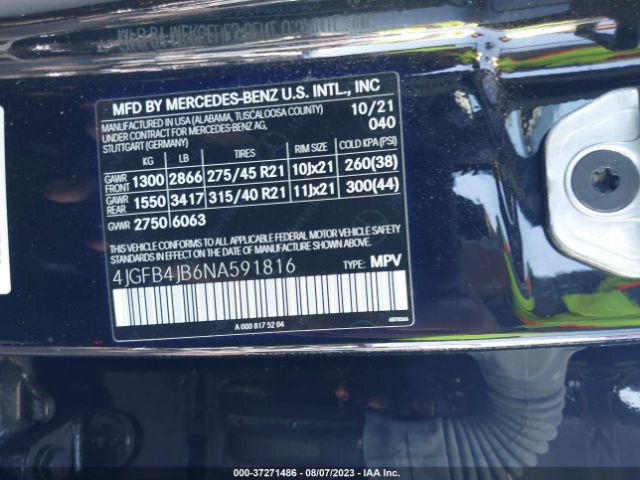 MFD BY MERCEDES-BENZ U.S. INTL., INC
MANUFACTURED IN USA (ALABAMA, TUSCALOOSA COUNTY) 10/21
UNDER CONTRACT FOR MERCEDES-BENZ AG, 040
STUTTGART (GERMANY)
KG LB TIRES RIM SIZE COLD KPA (PSI)
GAWR FRONT 1300 2866 275/45 R21 10Jx21 260(38)
GAWR REAR 1550 3417 315/40 R21 11Jx21 300(44)
GVWR 2750 6063
THIS VEHICLE CONFORMS TO ALL APPLICABLE FEDERAL MOTOR VEHICLE SAFETY
STANDARDS IN EFFECT ON THE DATE OF MANUFACTURE SHOWN ABOVE.
4JGFB4JB6NA591816 TYPE: MPV
A 000 817 52 04
000-37271486 - 08/07/2023 - IAA Inc.